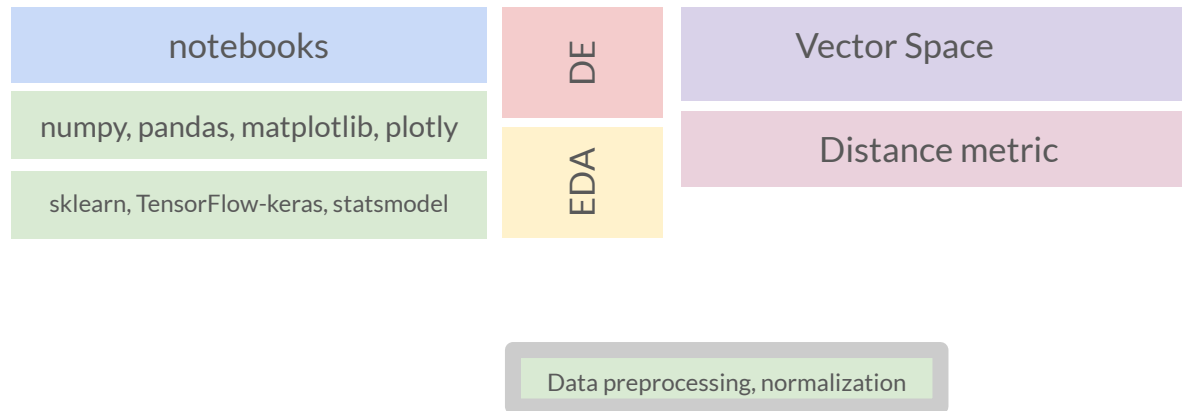 notebooks
numpy, pandas, matplotlib, plotly
sklearn, TensorFlow-keras, statsmodel
DE
EDA
Vector Space
Distance metric
Data preprocessing, normalization